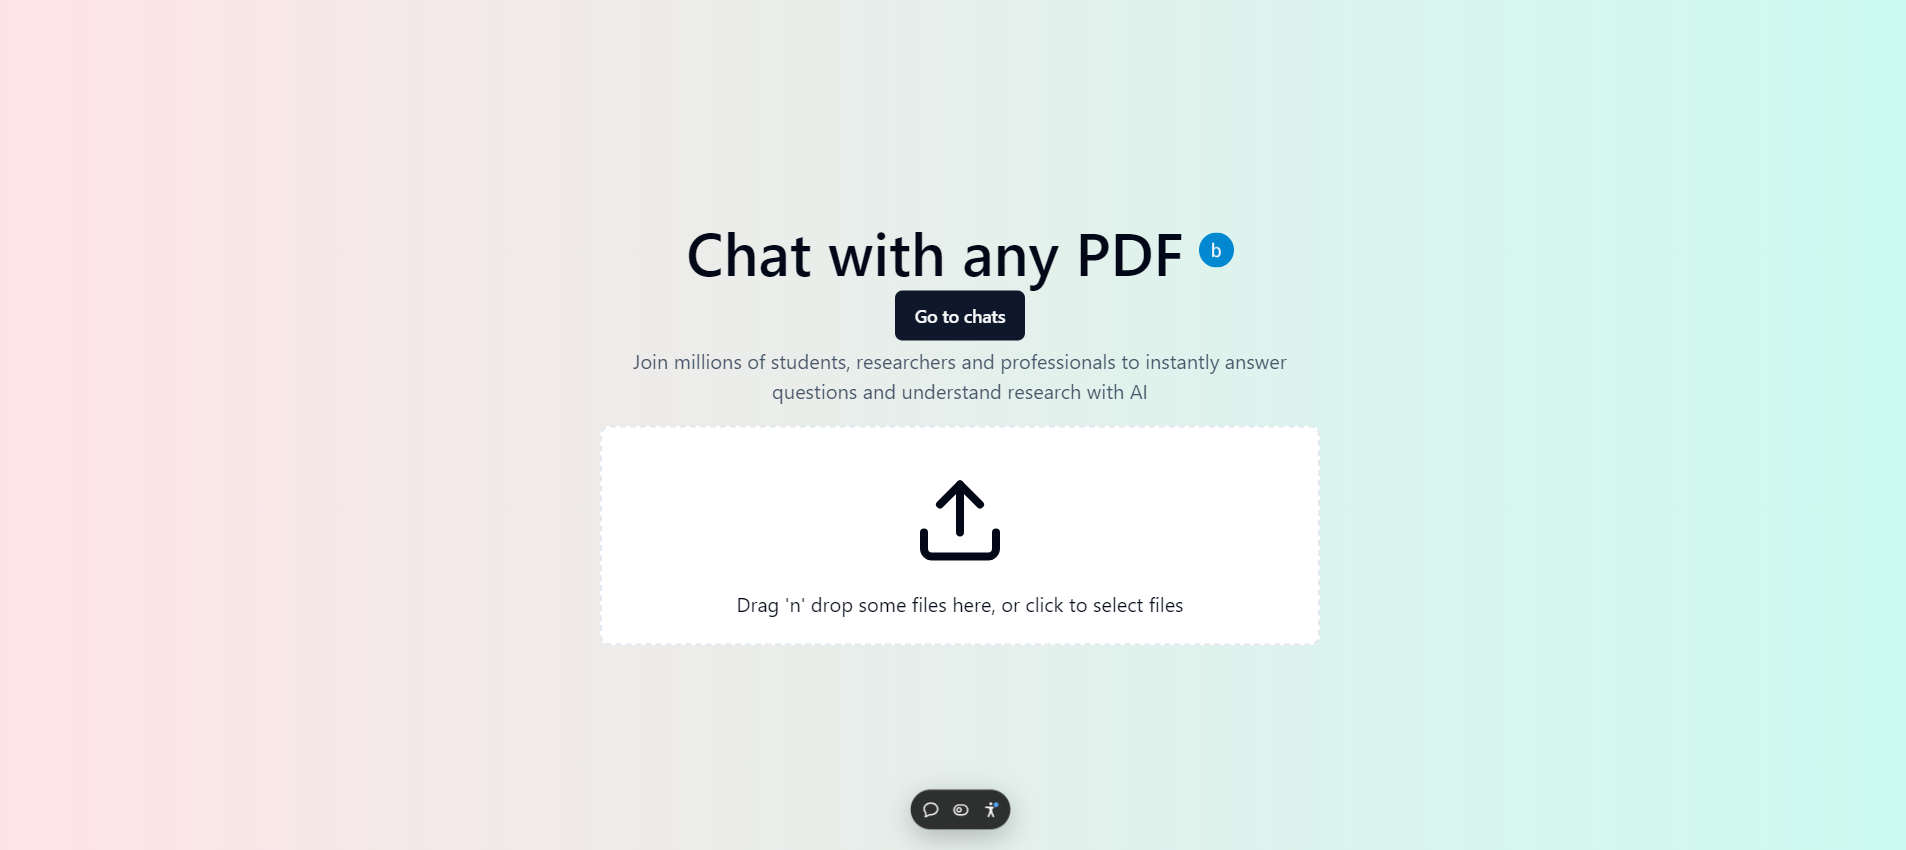 Chat with any PDF b
Go to chats
Join millions of students, researchers and professionals to instantly answer
questions and understand research with AI
Drag 'n' drop some files here, or click to select files